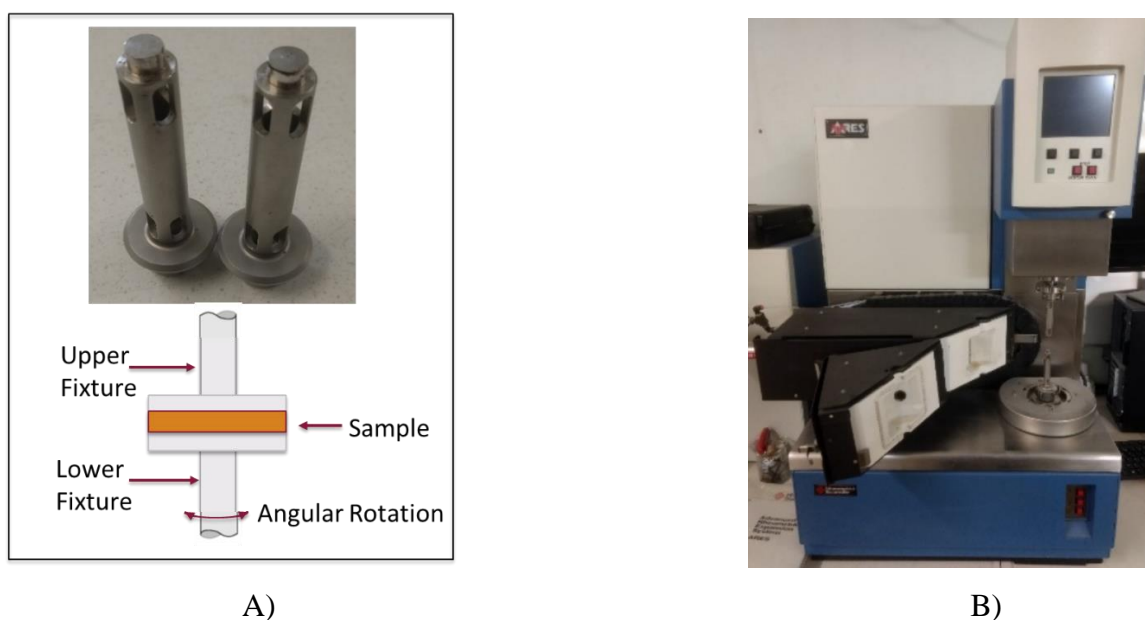 Upper
Fixture
Sample
Lower
Fixture
Angular Rotation
A)
ARES
B)